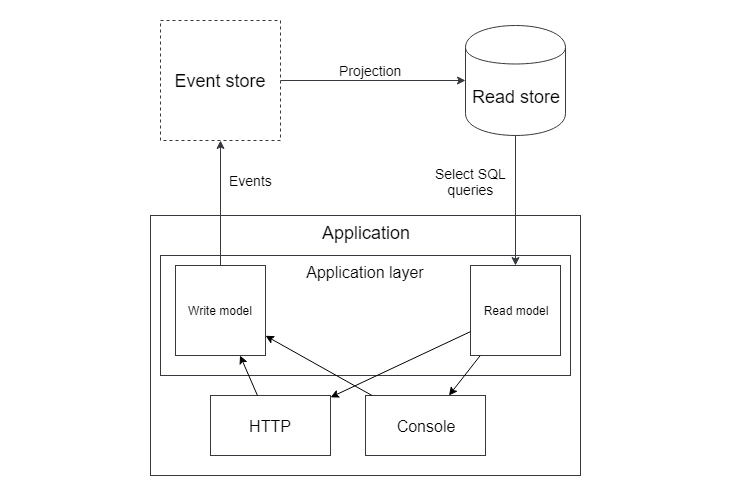 Event store
Projection
Read store
Events
Select SQL
queries
Application
Application layer
Write model
Read model
HTTP
Console